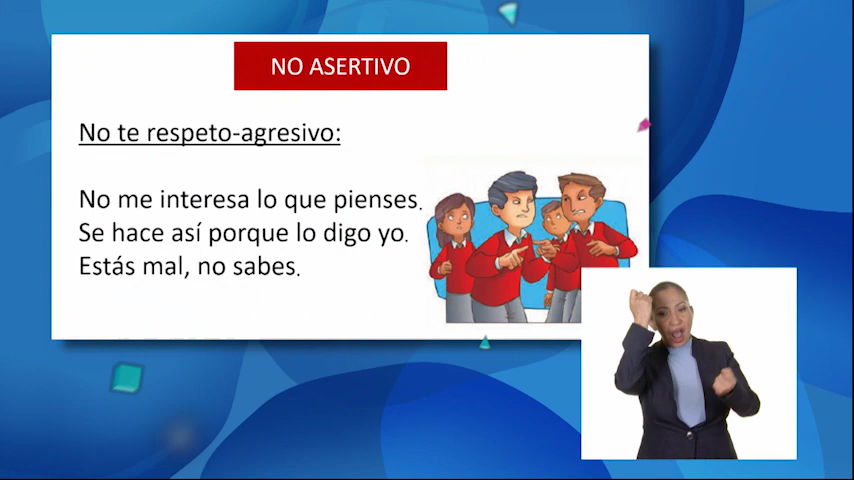 NO ASERTIVO
No te respeto-agresivo:
No me interesa lo que pienses.
Se hace así porque lo digo yo.
Estás mal, no sabes.